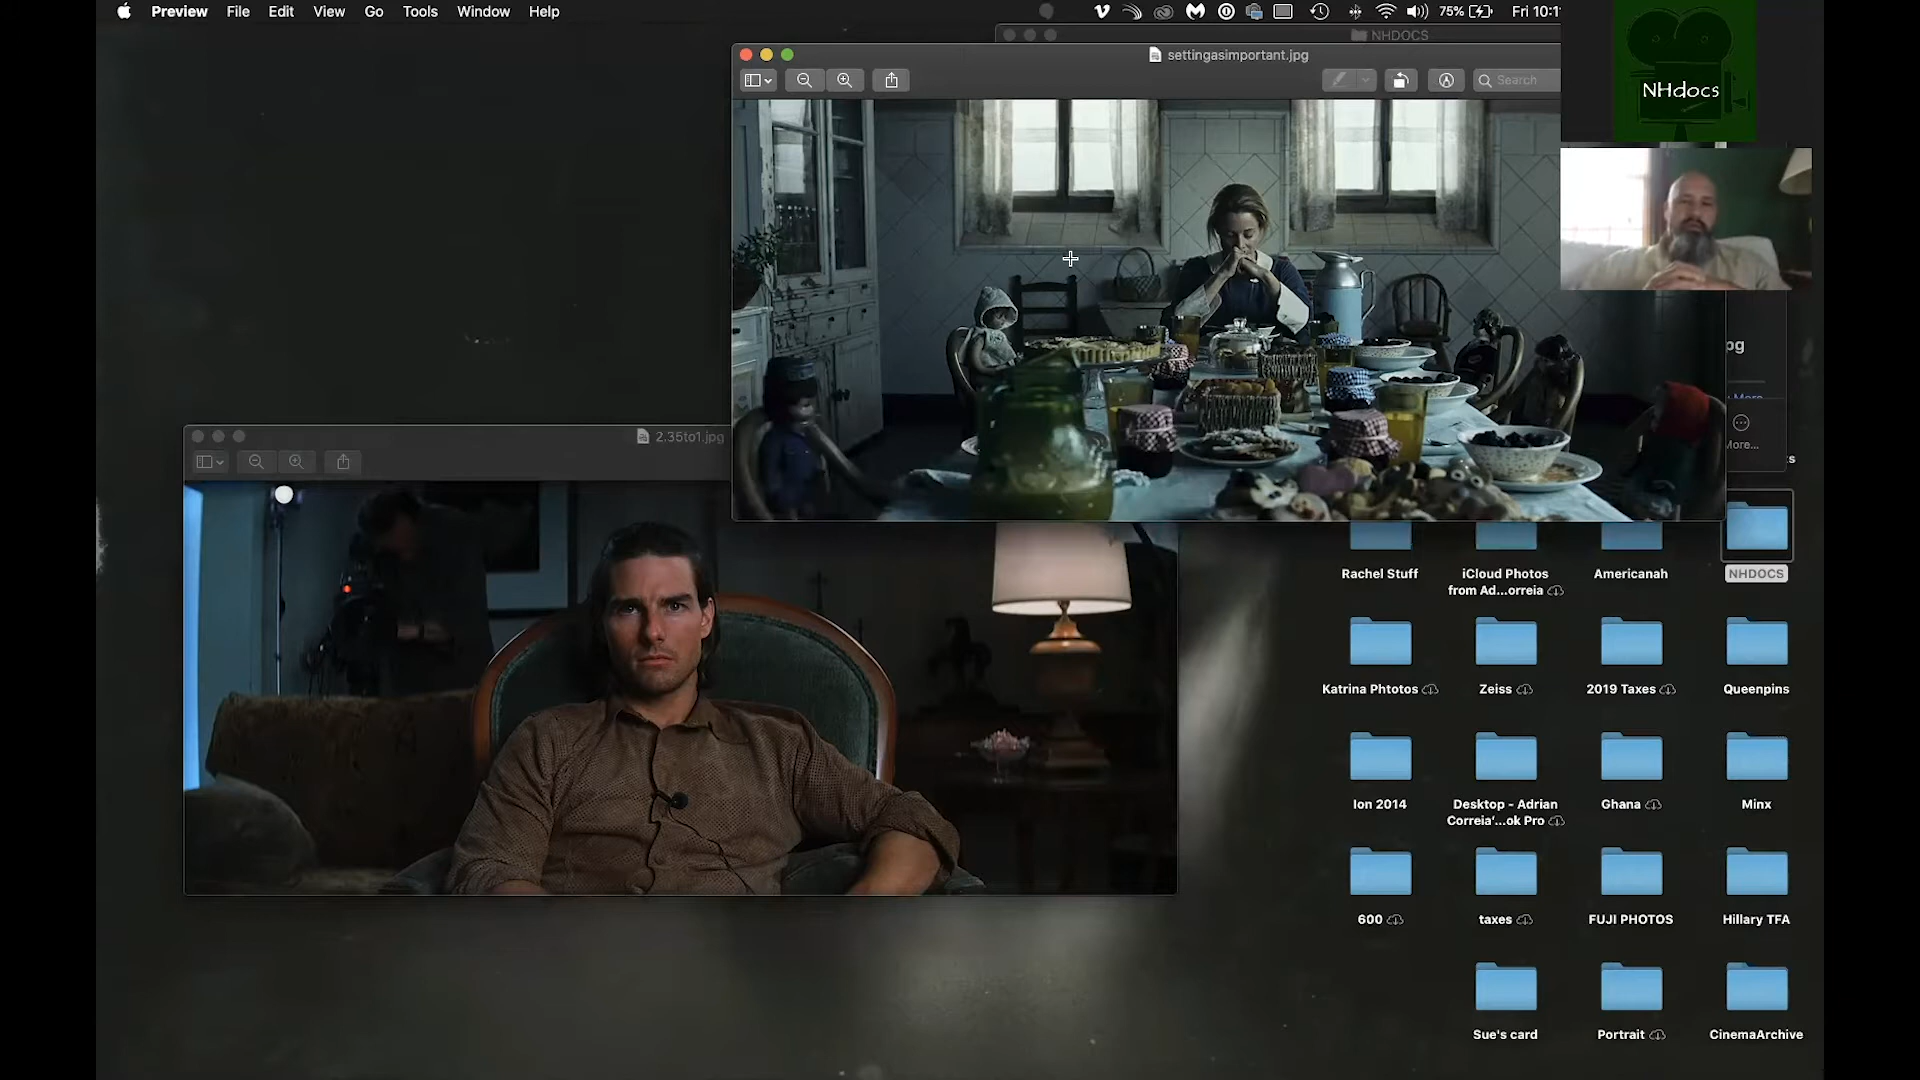 Preview File Edit View Go Tools Window Help
75% Fri 10:1
NHDOCS
settingasimportant.jpg
Search
NHdocs
pg
More...
2.35to1.jpg
Rachel Stuff
iCloud Photos
from Ad...orreia
Americanah
NHDOCS
Katrina Phtotos
Zeiss
2019 Taxes
Queenpins
Ion 2014
Desktop - Adrian
Correia'...ok Pro
Ghana
Minx
600
taxes
FUJI PHOTOS
Hillary TFA
Sue's card
Portrait
CinemaArchive